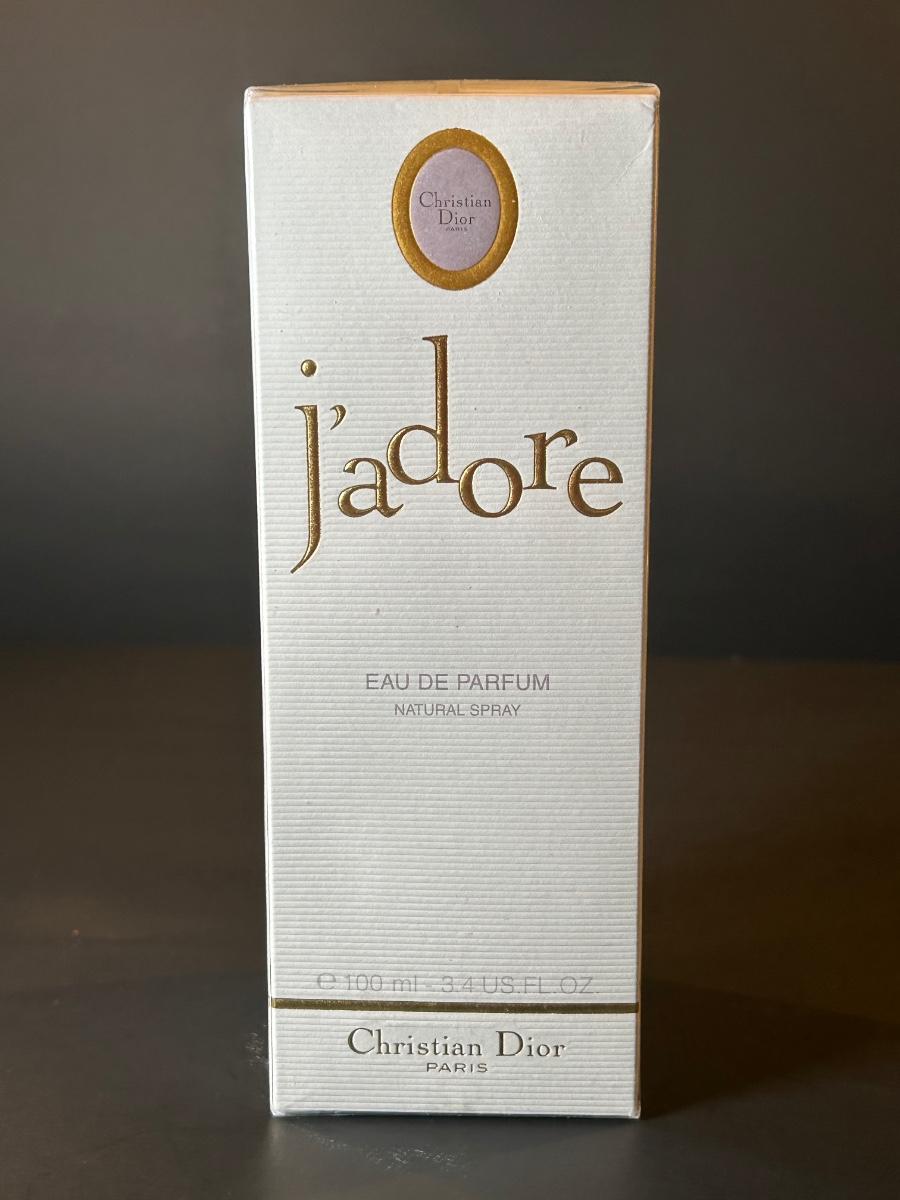 Christian
Dior
PARIS
j'adore
EAU DE PARFUM
NATURAL SPRAY
℮ 100 ml - 3.4 US.FL.OZ.
Christian Dior
PARIS